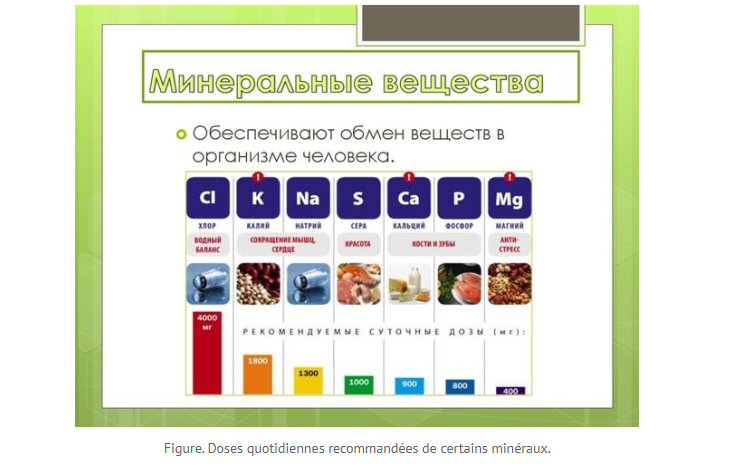 Минеральные вещества
Обеспечивают обмен веществ в
организме человека.
Cl K Na S Ca P Mg
ХЛОР КАЛИЙ НАТРИЙ СЕРА КАЛЬЦИЙ ФОСФОР МАГНИЙ
ВОДНЫЙ БАЛАНС СОКРАЩЕНИЕ МЫШЦ, СЕРДЦЕ КРАСОТА КОСТИ И ЗУБЫ АНТИ-СТРЕСС
4000 мг
РЕКОМЕНДУЕМЫЕ СУТОЧНЫЕ ДОЗЫ (мг):
1800 1300 1000 900 800 400
Figure. Doses quotidiennes recommandées de certains minéraux.